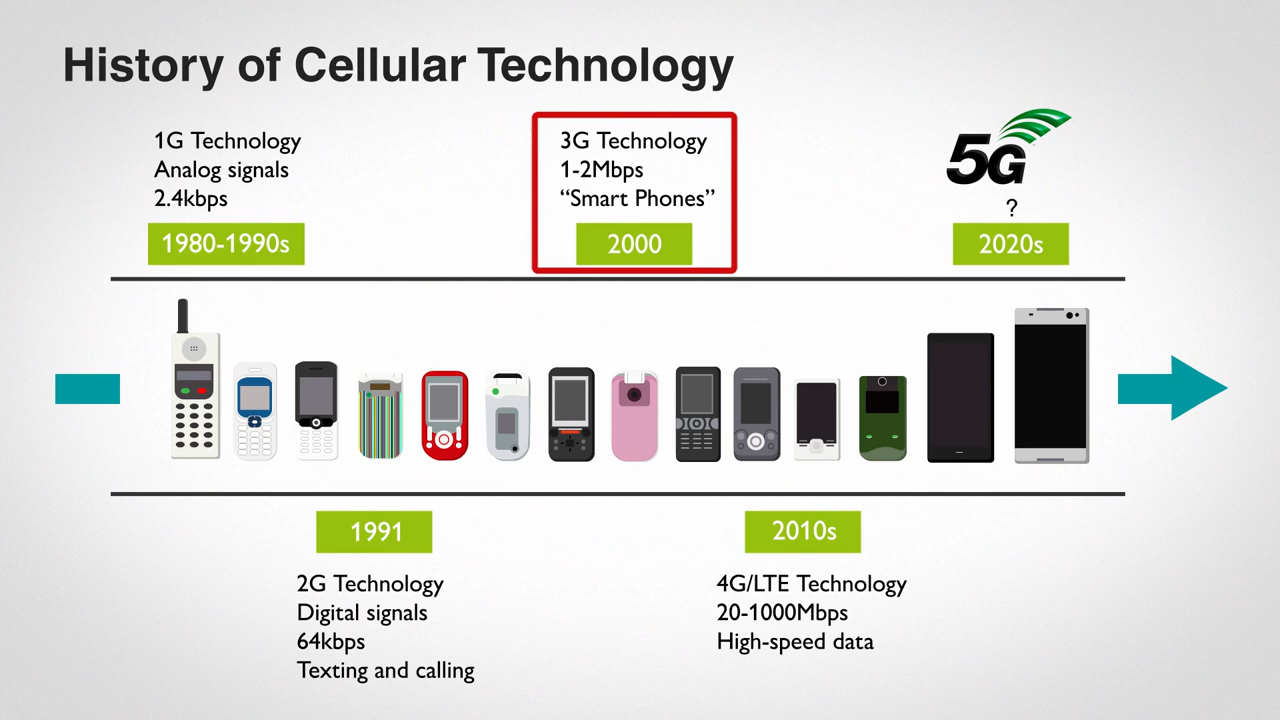 History of Cellular Technology
1G Technology
Analog signals
2.4kbps
1980-1990s
3G Technology
1-2Mbps
“Smart Phones”
2000
5G
?
2020s
1991
2G Technology
Digital signals
64kbps
Texting and calling
2010s
4G/LTE Technology
20-1000Mbps
High-speed data